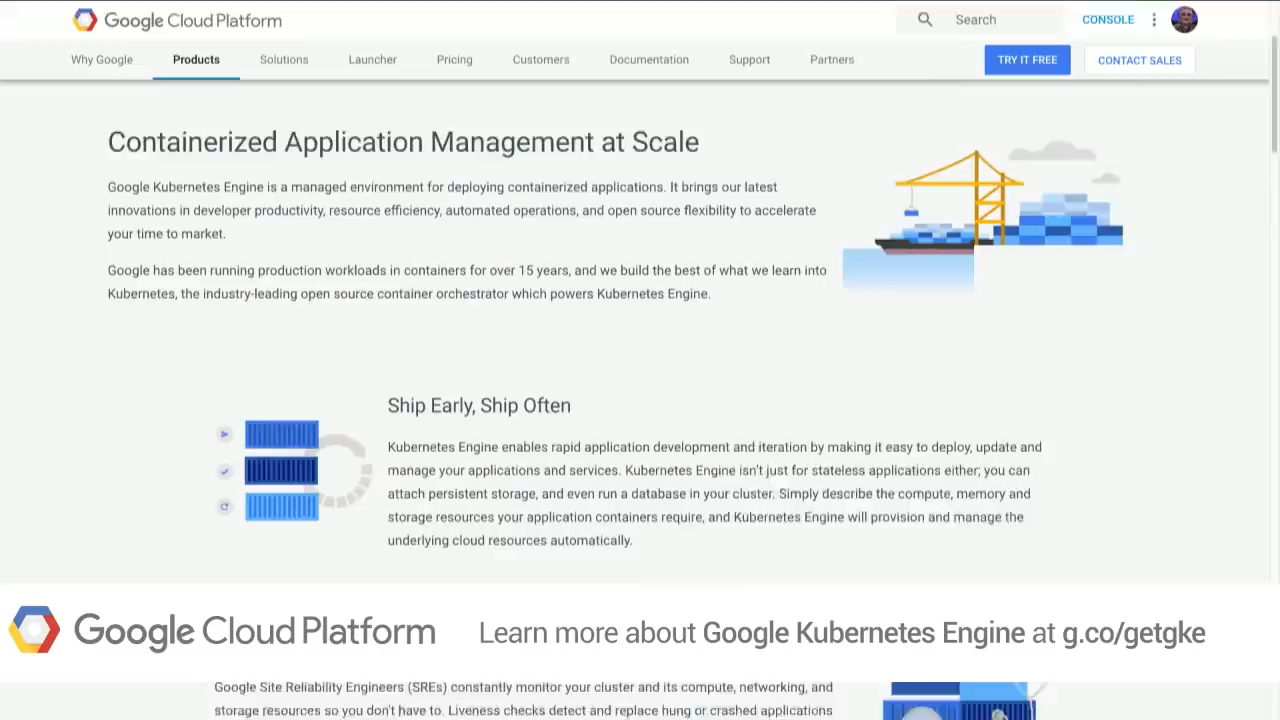 Google Cloud Platform
Search
CONSOLE
Why Google
Products
Solutions
Launcher
Pricing
Customers
Documentation
Support
Partners
TRY IT FREE
CONTACT SALES
Containerized Application Management at Scale
Google Kubernetes Engine is a managed environment for deploying containerized applications. It brings our latest
innovations in developer productivity, resource efficiency, automated operations, and open source flexibility to accelerate
your time to market.
Google has been running production workloads in containers for over 15 years, and we build the best of what we learn into
Kubernetes, the industry-leading open source container orchestrator which powers Kubernetes Engine.
Ship Early, Ship Often
Kubernetes Engine enables rapid application development and iteration by making it easy to deploy, update and
manage your applications and services. Kubernetes Engine isn't just for stateless applications either; you can
attach persistent storage, and even run a database in your cluster. Simply describe the compute, memory and
storage resources your application containers require, and Kubernetes Engine will provision and manage the
underlying cloud resources automatically.
Google Cloud Platform
Learn more about Google Kubernetes Engine at g.co/getgke
Google Site Reliability Engineers (SREs) constantly monitor your cluster and its compute, networking, and
storage resources so you don't have to. Liveness checks detect and replace hung or crashed applications